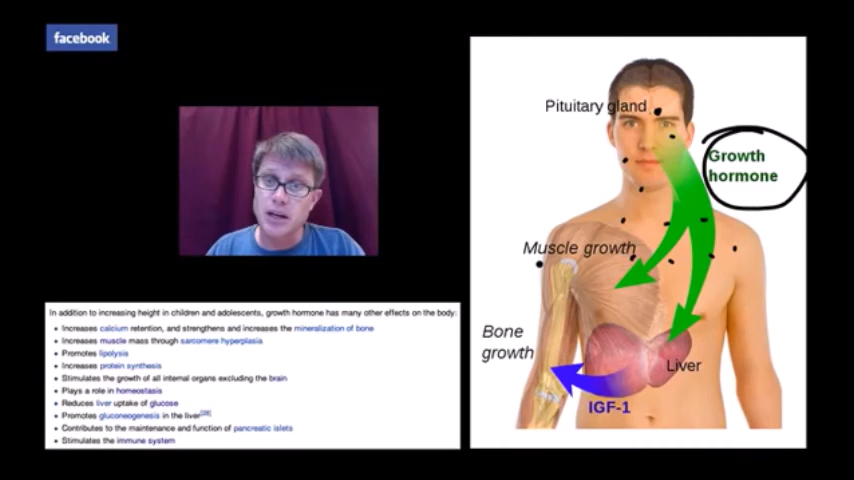 facebook
In addition to increasing height in children and adolescents, growth hormone has many other effects on the body:
Increases calcium retention, and strengthens and increases the mineralization of bone
Increases muscle mass through sarcomere hyperplasia
Promotes lipolysis
Increases protein synthesis
Stimulates the growth of all internal organs excluding the brain
Plays a role in homeostasis
Reduces liver uptake of glucose
Promotes gluconeogenesis in the liver[28]
Contributes to the maintenance and function of pancreatic islets
Stimulates the immune system
Pituitary gland
Growth
hormone
Muscle growth
Bone
growth
Liver
IGF-1